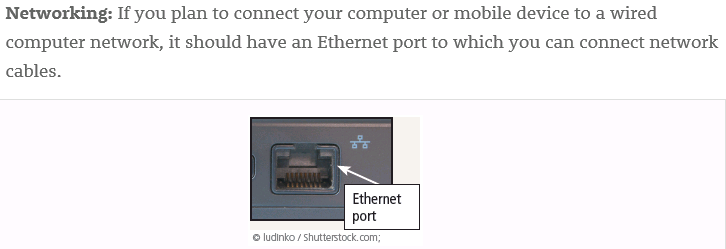 Networking: If you plan to connect your computer or mobile device to a wired
computer network, it should have an Ethernet port to which you can connect network
cables.
Ethernet
port
© ludinko / Shutterstock.com;